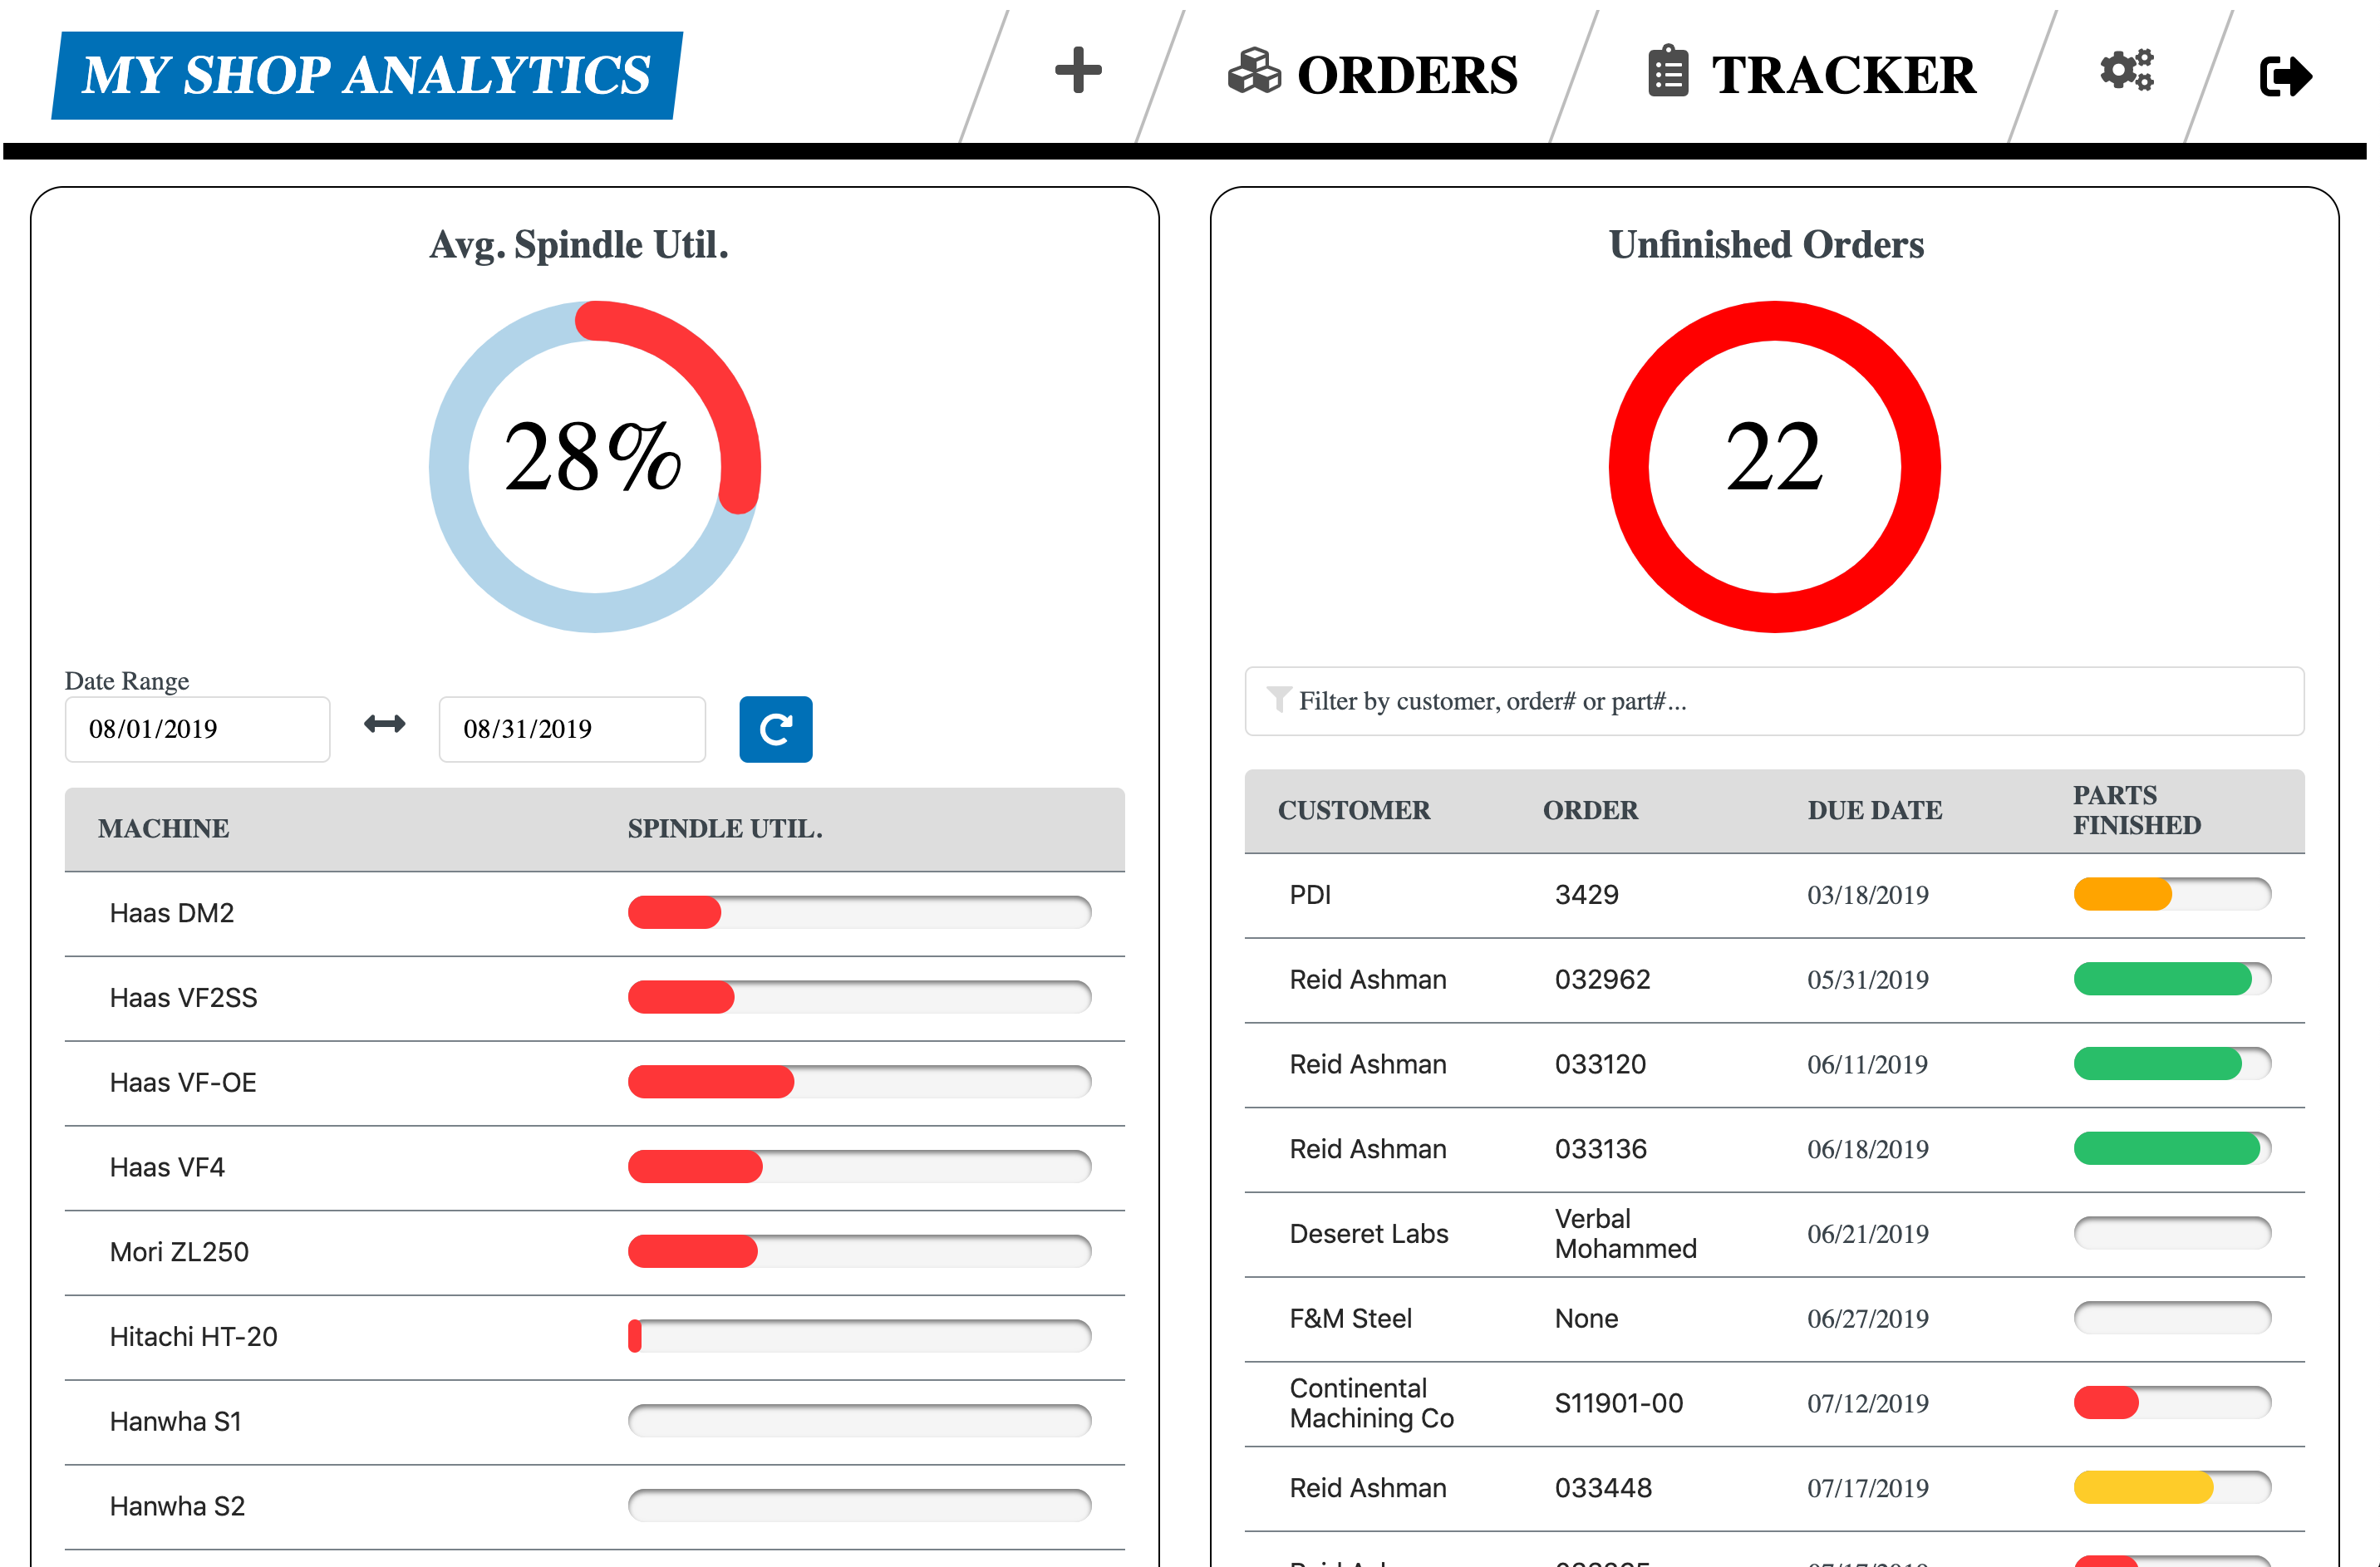 MY SHOP ANALYTICS
ORDERS
TRACKER
Avg. Spindle Util.
28%
Date Range
08/01/2019
08/31/2019
MACHINE SPINDLE UTIL.
Haas DM2
Haas VF2SS
Haas VF-OE
Haas VF4
Mori ZL250
Hitachi HT-20
Hanwha S1
Hanwha S2
Unfinished Orders
22
Filter by customer, order# or part#...
CUSTOMER ORDER DUE DATE PARTS
FINISHED
PDI 3429 03/18/2019
Reid Ashman 032962 05/31/2019
Reid Ashman 033120 06/11/2019
Reid Ashman 033136 06/18/2019
Deseret Labs Verbal
Mohammed 06/21/2019
F&M Steel None 06/27/2019
Continental
Machining Co S11901-00 07/12/2019
Reid Ashman 033448 07/17/2019